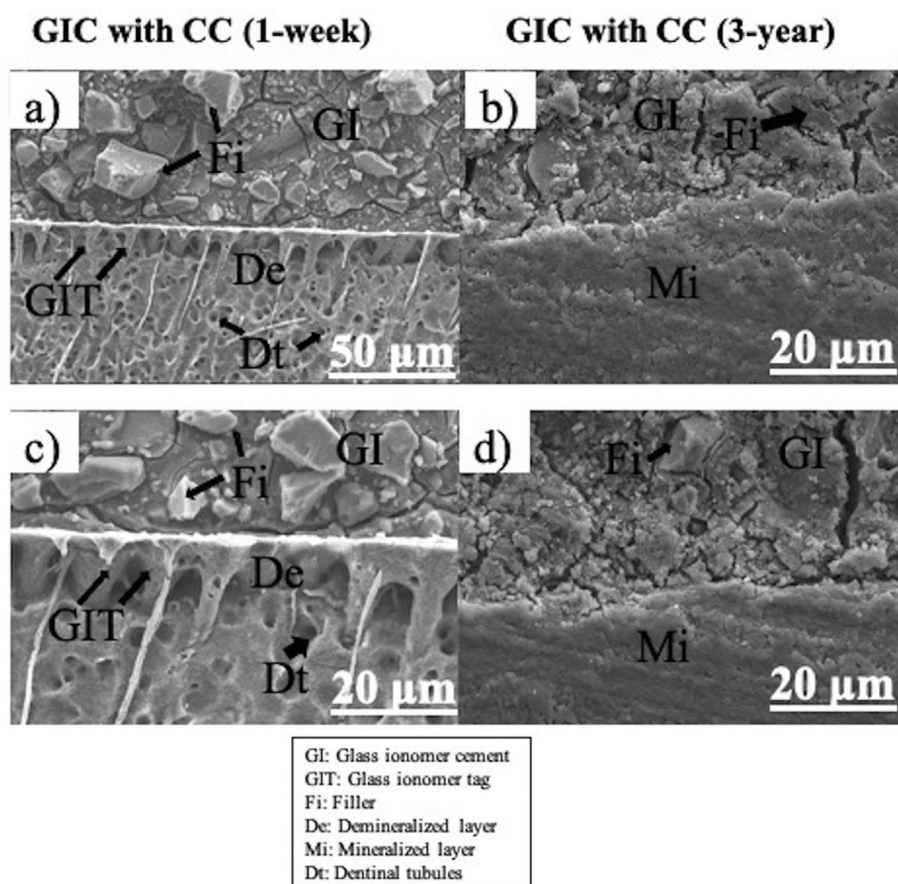 GIC with CC (1-week)
GIC with CC (3-year)
a)
Fi
GI
GIT
De
Dt
50 µm
b)
GI
Fi
Mi
20 µm
c)
Fi
GI
GIT
De
Dt
20 µm
d)
Fi
GI
Mi
20 µm
GI: Glass ionomer cement
GIT: Glass ionomer tag
Fi: Filler
De: Demineralized layer
Mi: Mineralized layer
Dt: Dentinal tubules